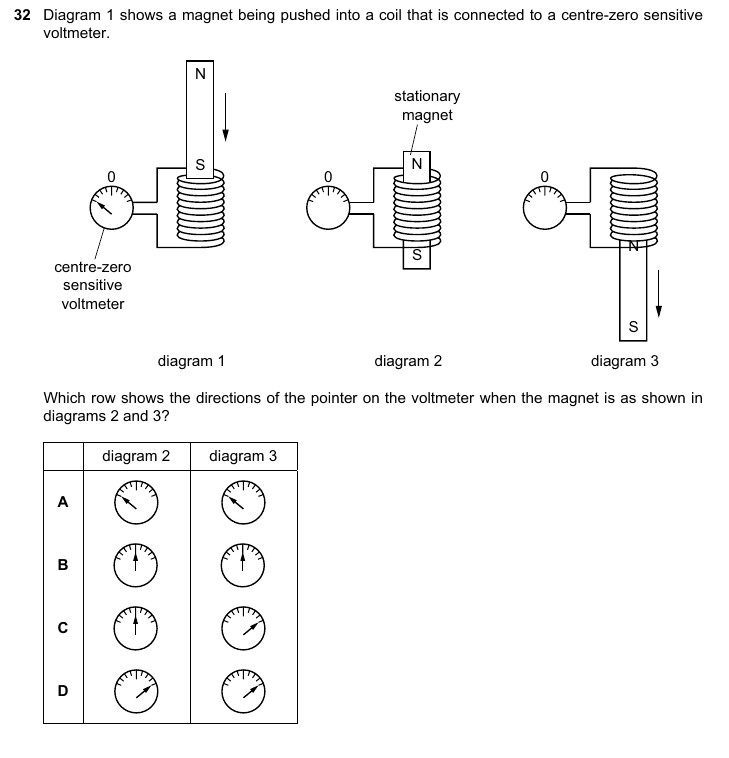 32 Diagram 1 shows a magnet being pushed into a coil that is connected to a centre-zero sensitive
voltmeter.
N
S
0
centre-zero
sensitive
voltmeter
diagram 1
stationary
magnet
N
0
S
diagram 2
0
N
S
diagram 3
Which row shows the directions of the pointer on the voltmeter when the magnet is as shown in
diagrams 2 and 3?
diagram 2 diagram 3
A
B
C
D